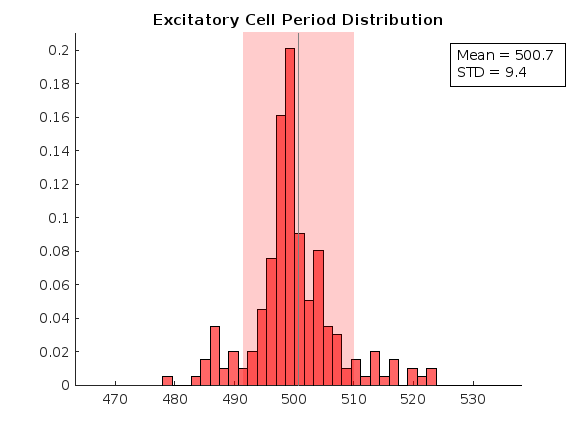 Excitatory Cell Period Distribution
Mean = 500.7
STD = 9.4
0.2
0.18
0.16
0.14
0.12
0.1
0.08
0.06
0.04
0.02
0
470 480 490 500 510 520 530